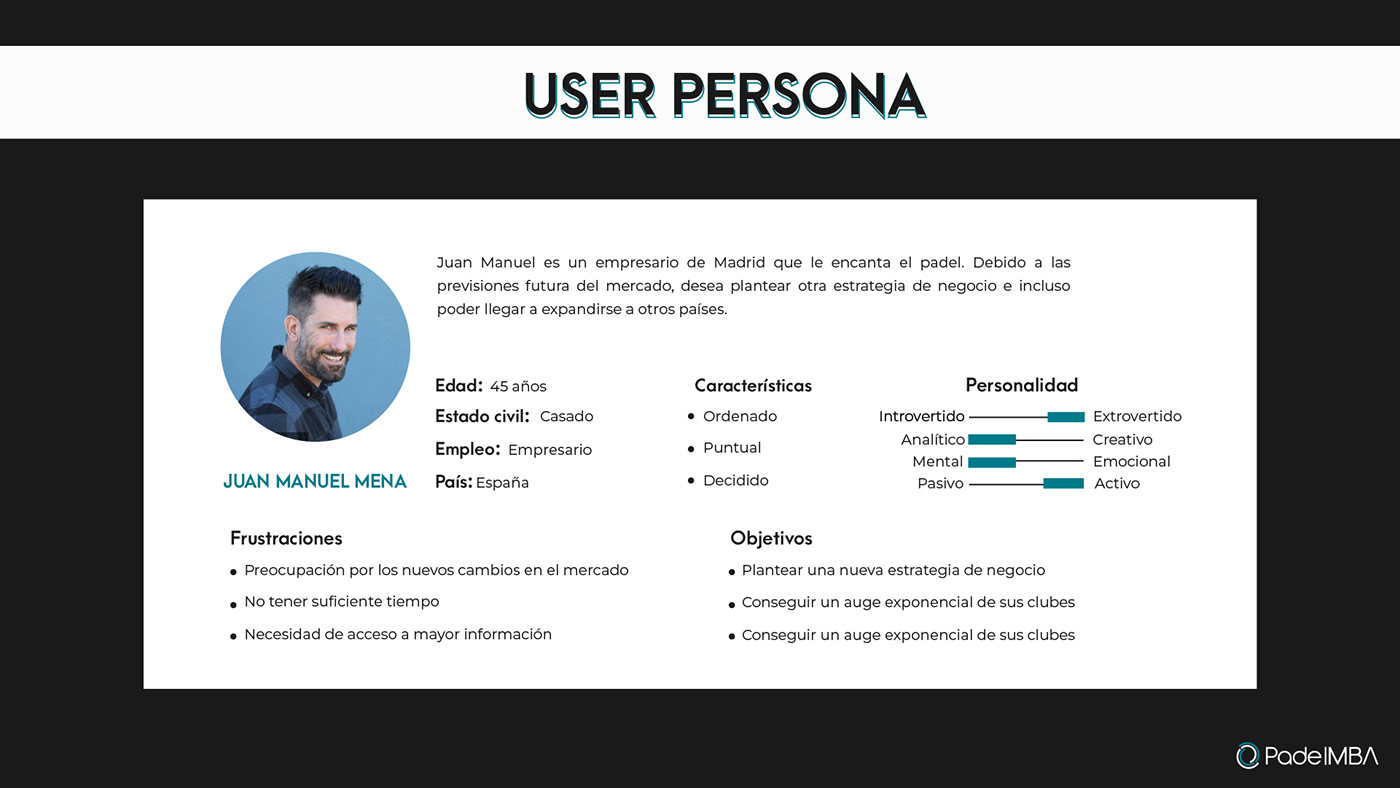 USER PERSONA
Juan Manuel es un empresario de Madrid que le encanta el padel. Debido a las
previsiones futura del mercado, desea plantear otra estrategia de negocio e incluso
poder llegar a expandirse a otros países.
JUAN MANUEL MENA
Edad: 45 años
Estado civil: Casado
Empleo: Empresario
País: España
Características
• Ordenado
• Puntual
• Decidido
Personalidad
Introvertido Extrovertido
Analítico Creativo
Mental Emocional
Pasivo Activo
Frustraciones
• Preocupación por los nuevos cambios en el mercado
• No tener suficiente tiempo
• Necesidad de acceso a mayor información
Objetivos
• Plantear una nueva estrategia de negocio
• Conseguir un auge exponencial de sus clubes
• Conseguir un auge exponencial de sus clubes
PadelMBA